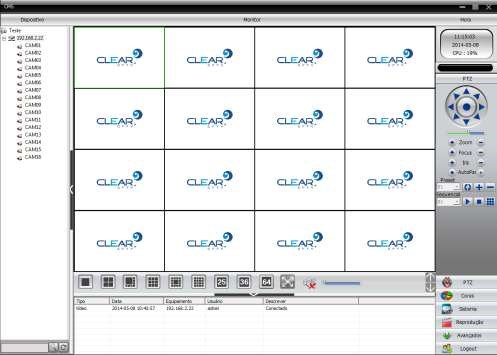 CMS
Dispositivo Monitor Hora
Teste
192.168.2.22
CAM01
CAM02
CAM03
CAM04
CAM05
CAM06
CAM07
CAM08
CAM09
CAM10
CAM11
CAM12
CAM13
CAM14
CAM15
CAM16
CLEAR CLEAR CLEAR CLEAR
CLEAR CLEAR CLEAR CLEAR
CLEAR CLEAR CLEAR CLEAR
CLEAR CLEAR CLEAR CLEAR
11:15:03
2014-05-08
CPU : 19%
PTZ
Zoom
Focus
Iris
AutoPan
Preset
01
Sequencial
01
25 36 64
Tipo Data Equipamento Usuário Descrever
Vídeo 2014-05-08 10:42:57 192.168.2.22 admin Conectado
PTZ
Cores
Sistema
Reprodução
Avançados
Logout